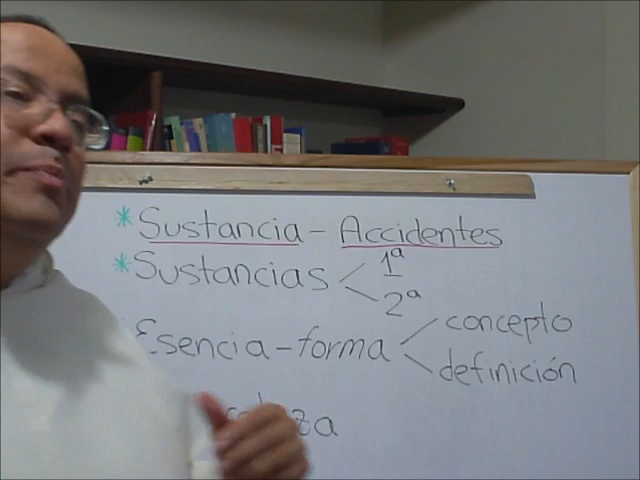 * Sustancia - Accidentes
* Sustancias 1ª
2ª
Esencia - forma concepto
definición